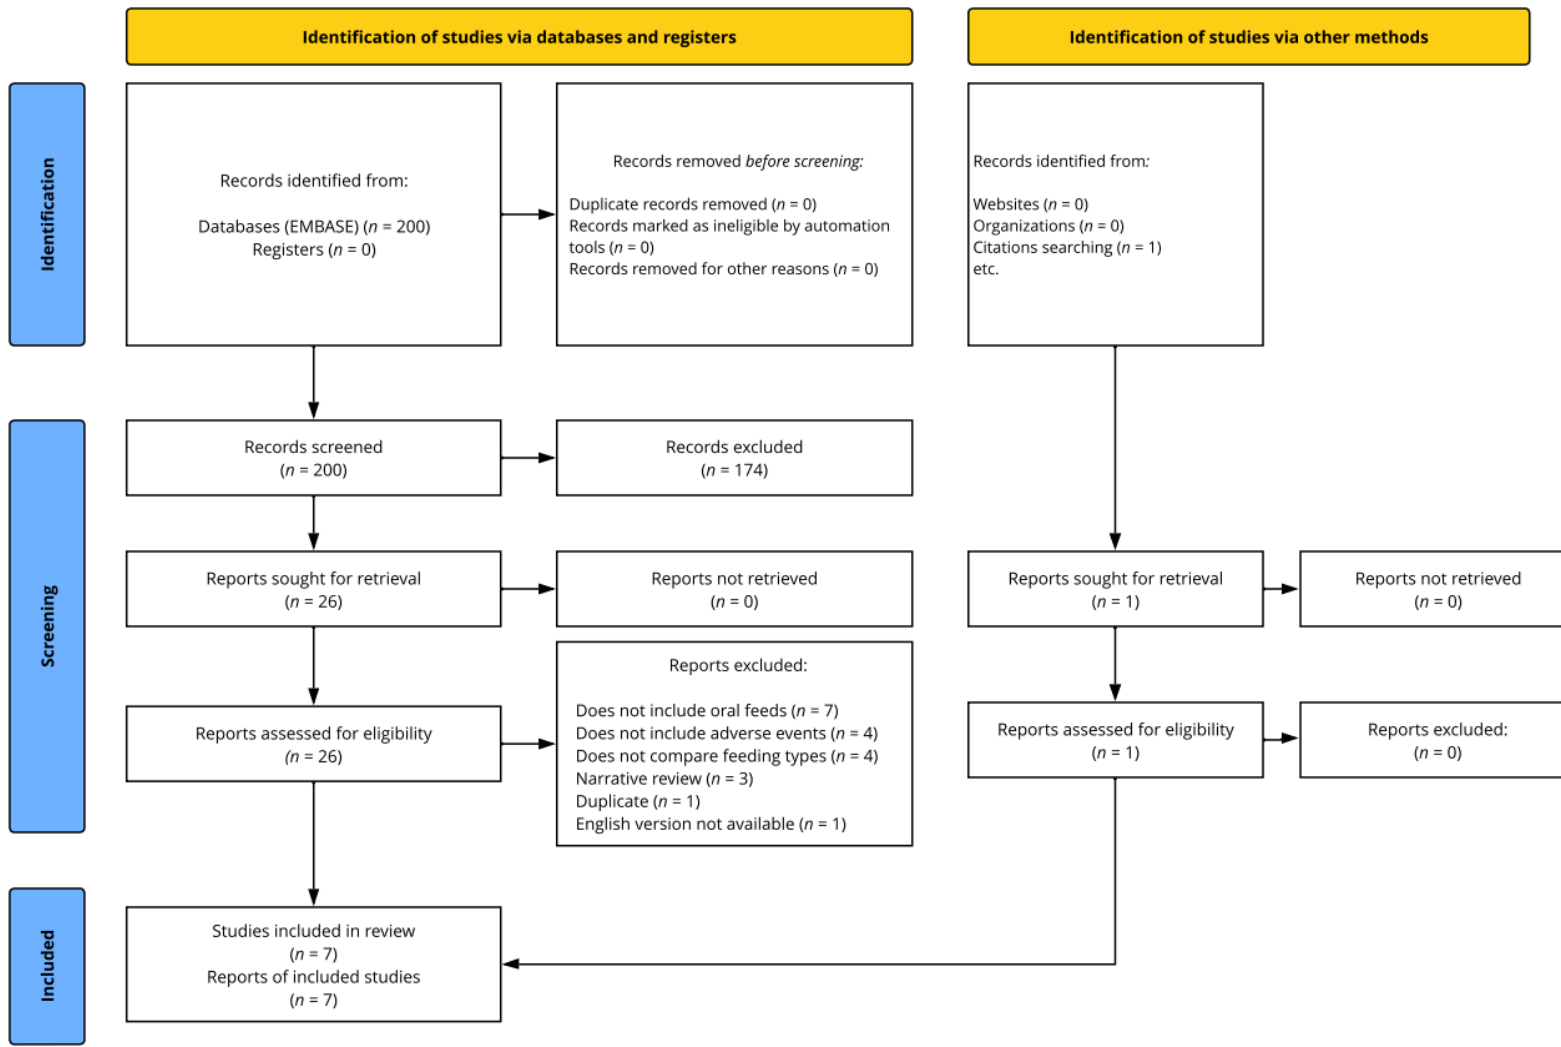 Identification of studies via databases and registers
Identification of studies via other methods
Identification
Records identified from:
Databases (EMBASE) (n = 200)
Registers (n = 0)
Records removed before screening:
Duplicate records removed (n = 0)
Records marked as ineligible by automation
tools (n = 0)
Records removed for other reasons (n = 0)
Records identified from:
Websites (n = 0)
Organizations (n = 0)
Citations searching (n = 1)
etc.
Screening
Records screened
(n = 200)
Records excluded
(n = 174)
Reports sought for retrieval
(n = 26)
Reports not retrieved
(n = 0)
Reports sought for retrieval
(n = 1)
Reports not retrieved
(n = 0)
Reports assessed for eligibility
(n = 26)
Reports excluded:
Does not include oral feeds (n = 7)
Does not include adverse events (n = 4)
Does not compare feeding types (n = 4)
Narrative review (n = 3)
Duplicate (n = 1)
English version not available (n = 1)
Reports assessed for eligibility
(n = 1)
Reports excluded:
(n = 0)
Included
Studies included in review
(n = 7)
Reports of included studies
(n = 7)